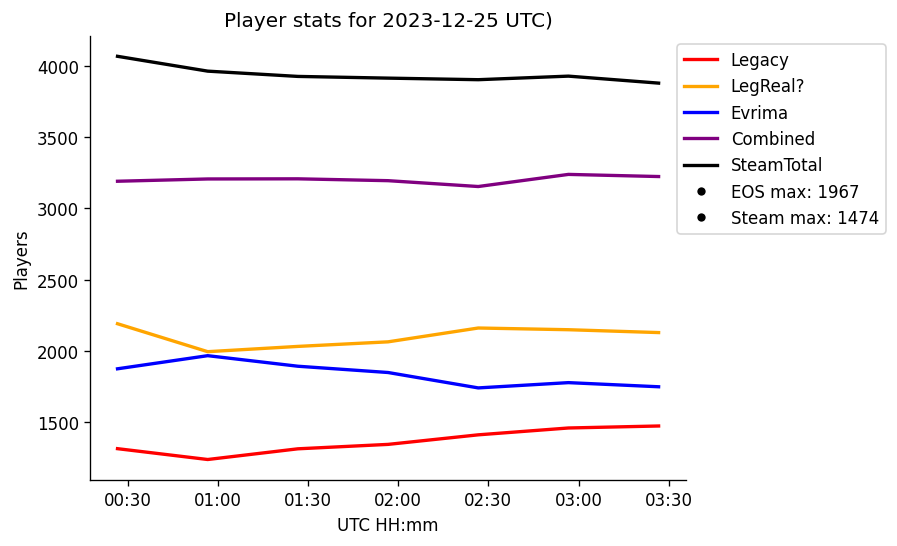 Player stats for 2023-12-25 UTC)
Legacy
LegReal?
Evrima
Combined
SteamTotal
EOS max: 1967
Steam max: 1474
Players
4000
3500
3000
2500
2000
1500
00:30 01:00 01:30 02:00 02:30 03:00 03:30
UTC HH:mm